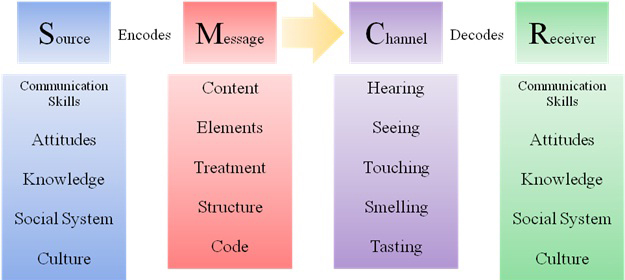 Source Encodes Message Channel Decodes Receiver
Communication
Skills
Attitudes
Knowledge
Social System
Culture
Content
Elements
Treatment
Structure
Code
Hearing
Seeing
Touching
Smelling
Tasting
Communication
Skills
Attitudes
Knowledge
Social System
Culture